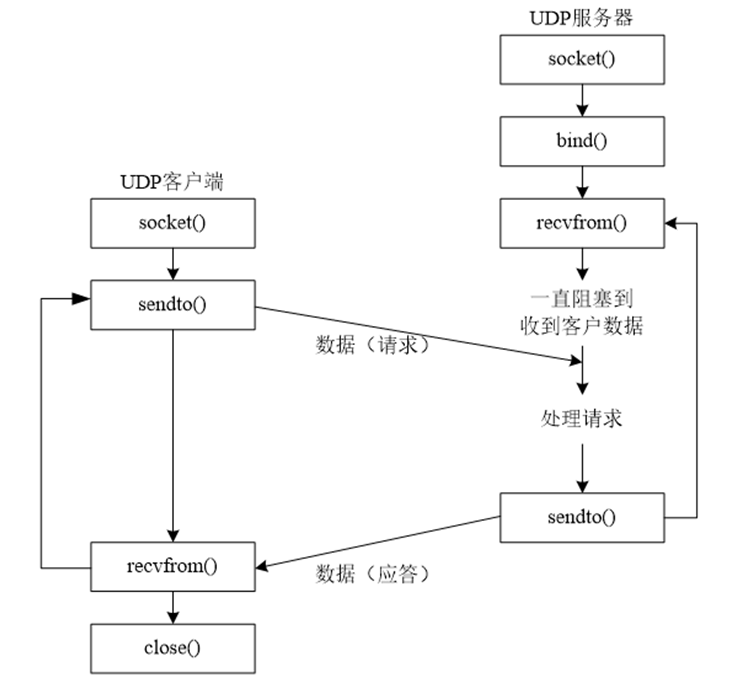 UDP服务器
socket()
bind()
UDP客户端
socket()
recvfrom()
sendto()
一直阻塞到
收到客户数据
数据（请求）
处理请求
sendto()
recvfrom()
数据（应答）
close()